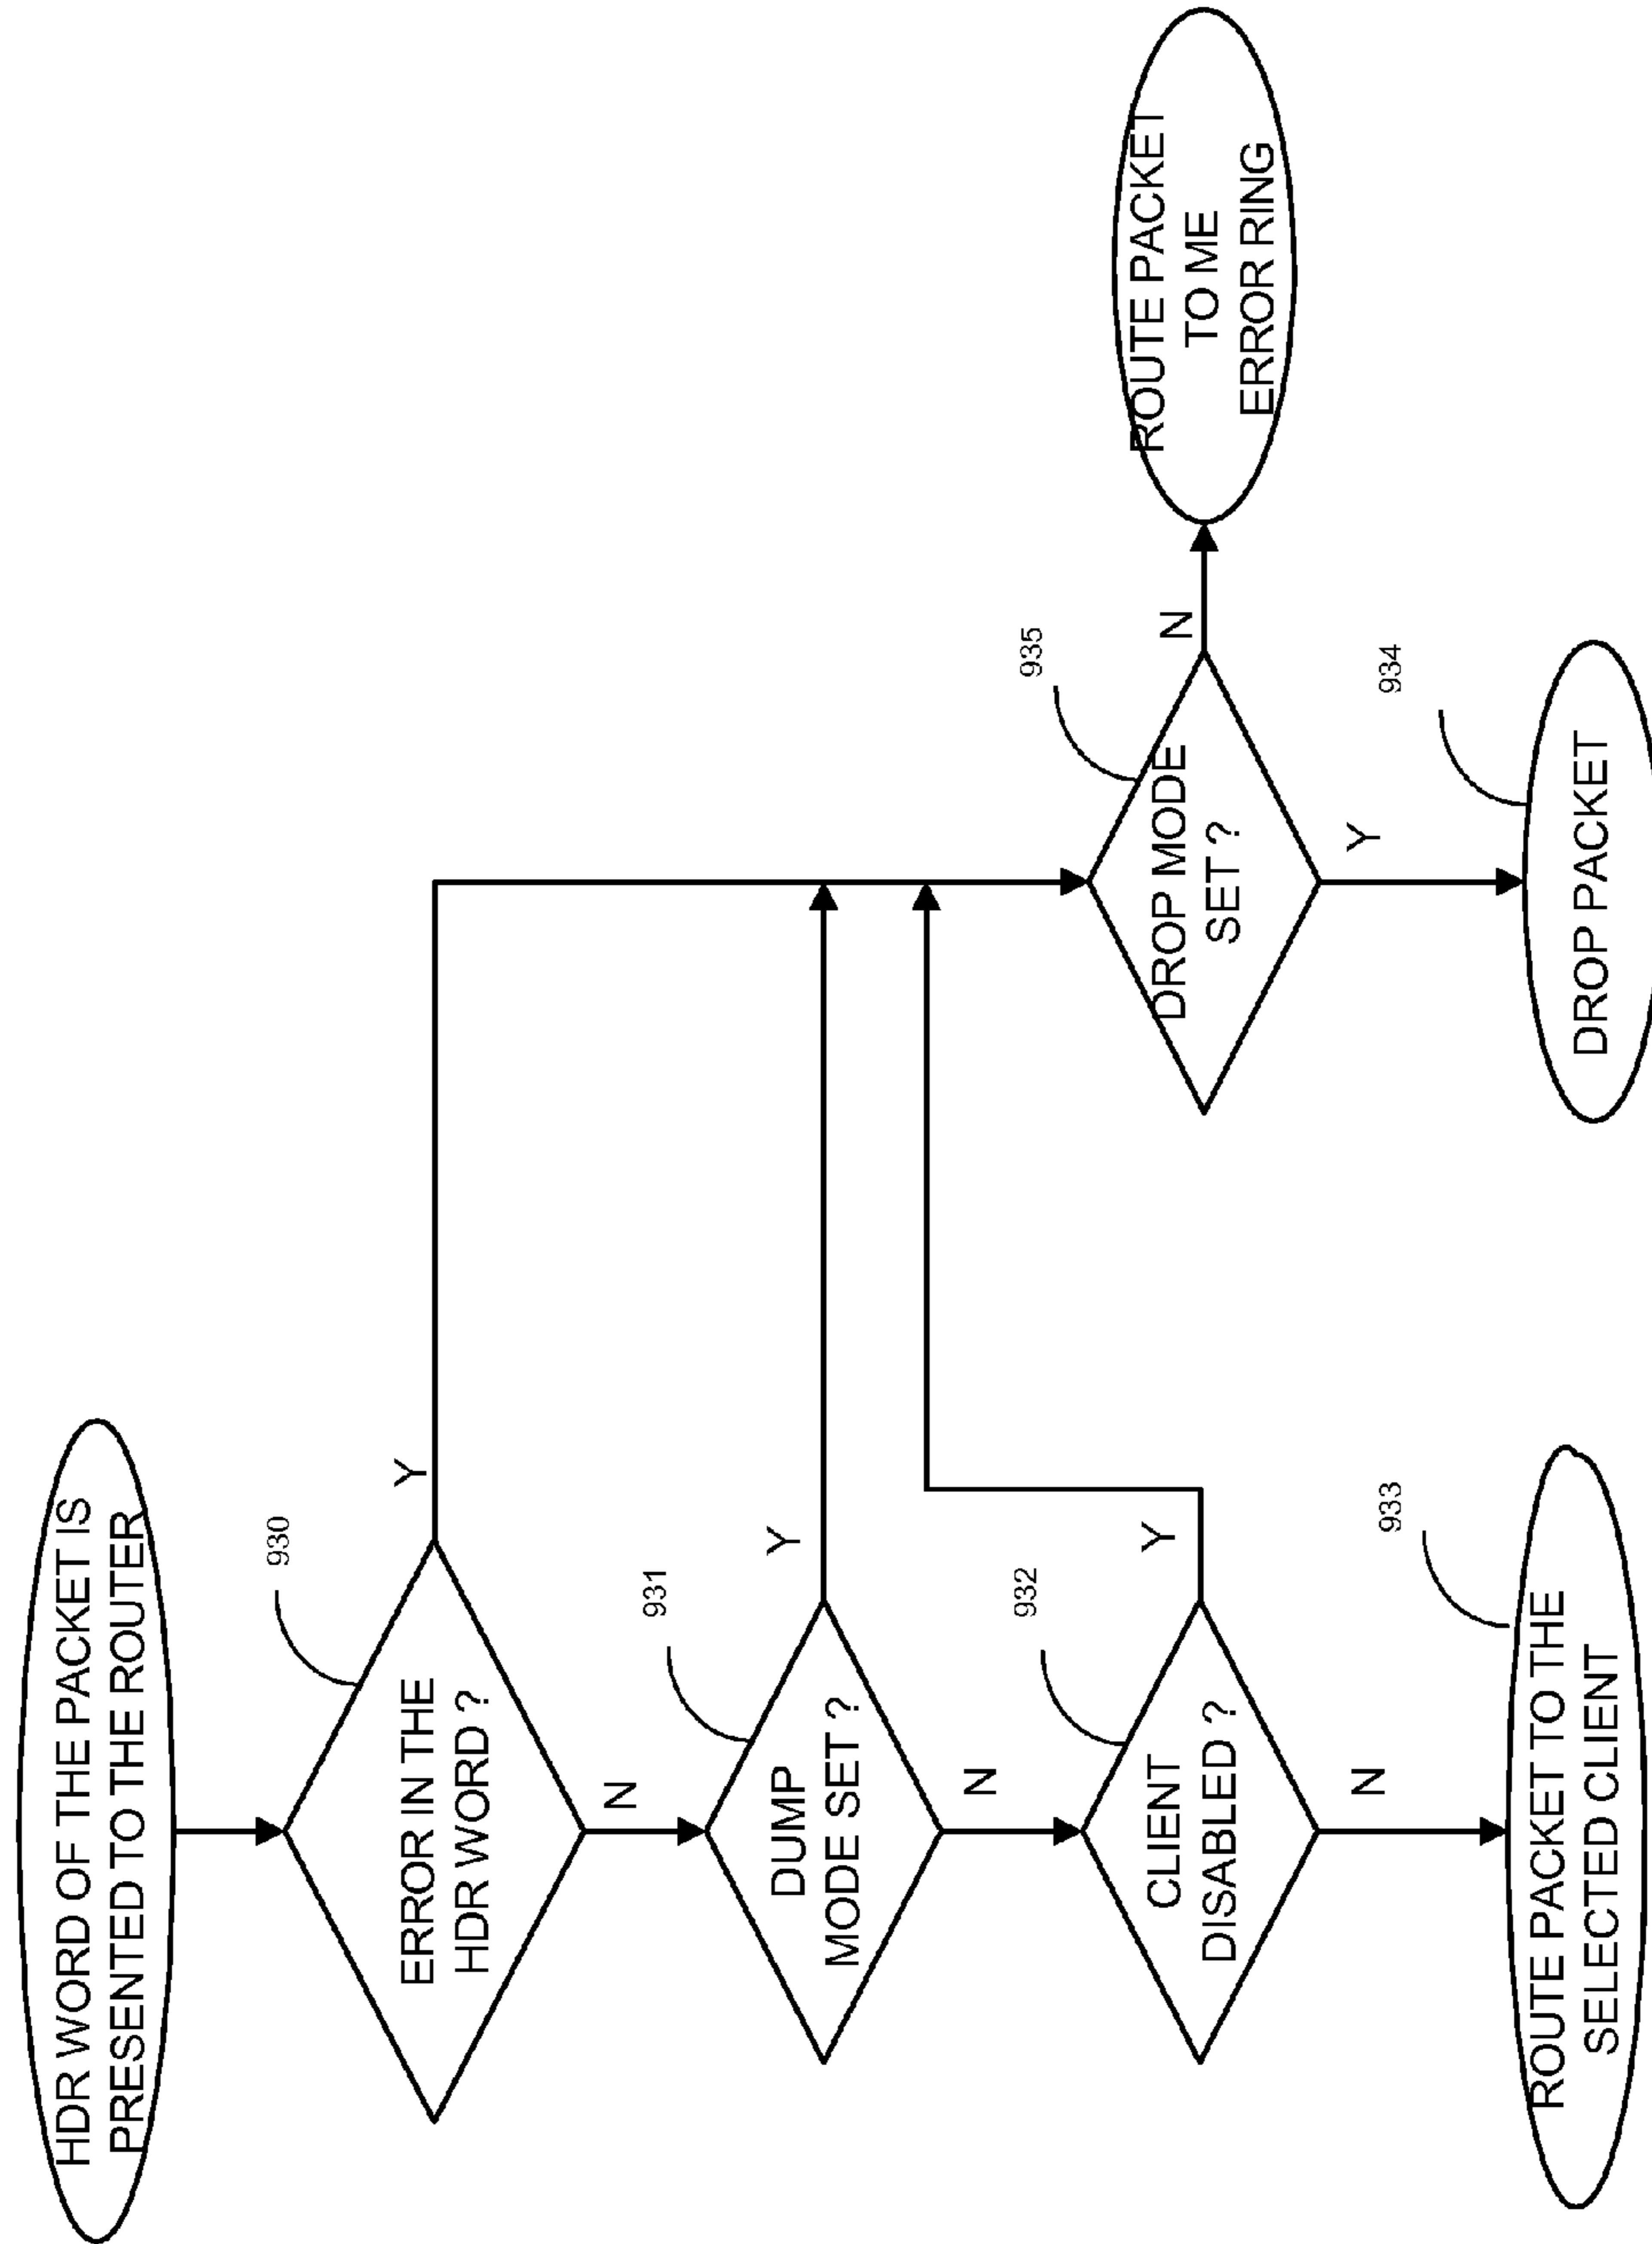 HDR WORD OF THE PACKET IS
PRESENTED TO THE ROUTER
930
ERROR IN THE
HDR WORD ?
Y
N
931
DUMP
MODE SET ?
Y
N
932
CLIENT
DISABLED ?
Y
N
933
ROUTE PACKET TO THE
SELECTED CLIENT
935
DROP MODE
SET ?
N
Y
ROUTE PACKET
TO ME
ERROR RING
934
DROP PACKET